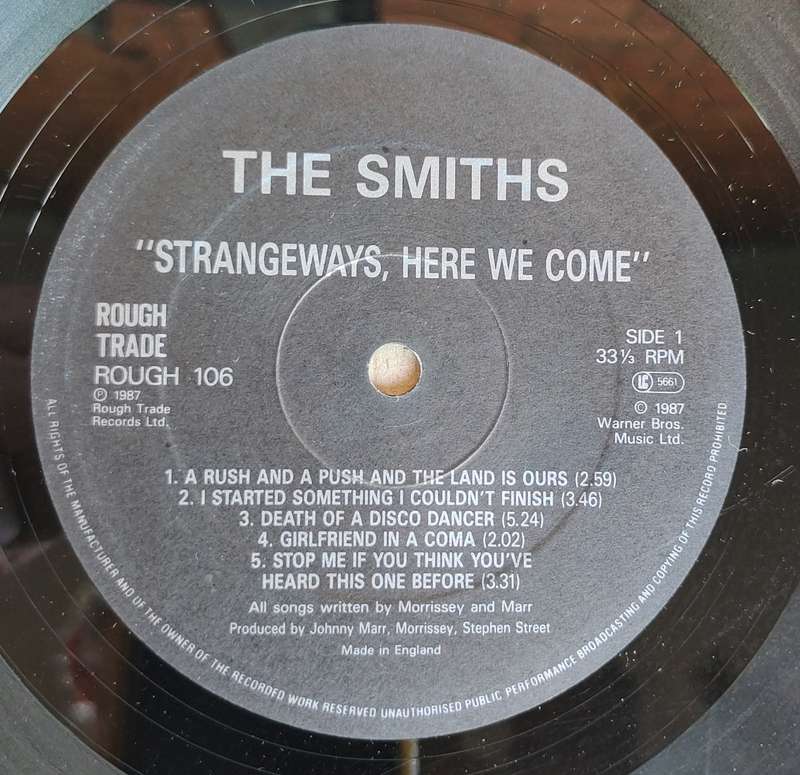 THE SMITHS
"STRANGEWAYS, HERE WE COME"
ROUGH
TRADE
ROUGH 106
℗ 1987
Rough Trade
Records Ltd.
SIDE 1
33⅓ RPM
LC 5661
© 1987
Warner Bros.
Music Ltd.
1. A RUSH AND A PUSH AND THE LAND IS OURS (2.59)
2. I STARTED SOMETHING I COULDN'T FINISH (3.46)
3. DEATH OF A DISCO DANCER (5.24)
4. GIRLFRIEND IN A COMA (2.02)
5. STOP ME IF YOU THINK YOU'VE
HEARD THIS ONE BEFORE (3.31)
All songs written by Morrissey and Marr
Produced by Johnny Marr, Morrissey, Stephen Street
Made in England
ALL RIGHTS OF THE MANUFACTURER AND OF THE OWNER OF THE RECORDED WORK RESERVED UNAUTHORISED PUBLIC PERFORMANCE BROADCASTING AND COPYING OF THIS RECORD PROHIBITED